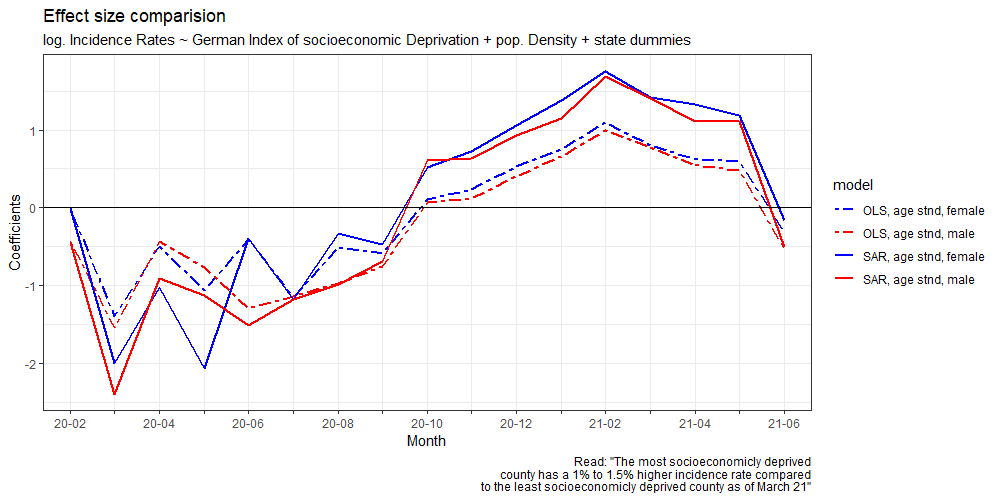 Effect size comparision
log. Incidence Rates ~ German Index of socioeconomic Deprivation + pop. Density + state dummies
Coefficients
1
0
-1
-2
20-02 20-04 20-06 20-08 20-10 20-12 21-02 21-04 21-06
Month
model
OLS, age stnd, female
OLS, age stnd, male
SAR, age stnd, female
SAR, age stnd, male
Read: "The most socioeconomicly deprived
county has a 1% to 1.5% higher incidence rate compared
to the least socioeconomicly deprived county as of March 21"